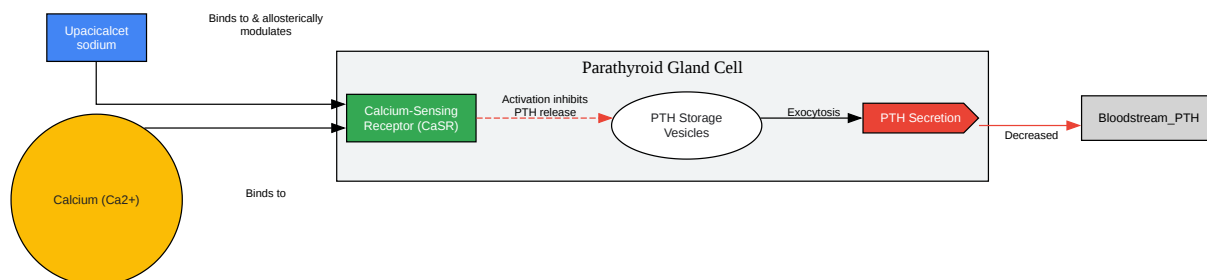 Binds to & allosterically
modulates
Upacicalcet
sodium
Parathyroid Gland Cell
Calcium-Sensing
Receptor (CaSR)
Activation inhibits
PTH release
PTH Storage
Vesicles
Exocytosis
PTH Secretion
Decreased
Bloodstream_PTH
Calcium (Ca2+)
Binds to